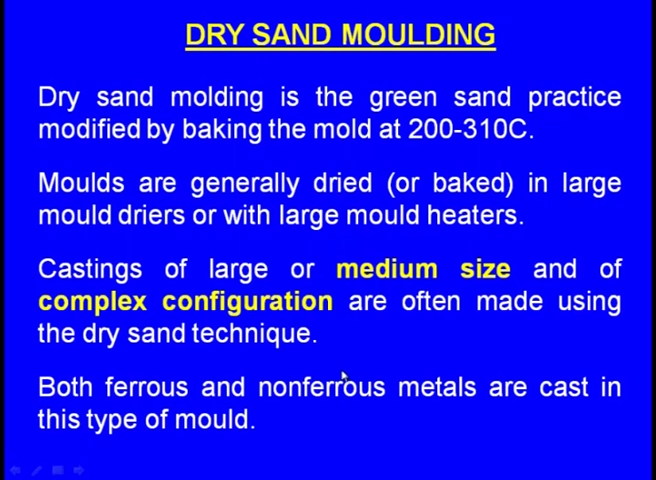 DRY SAND MOULDING
Dry sand molding is the green sand practice
modified by baking the mold at 200-310C.
Moulds are generally dried (or baked) in large
mould driers or with large mould heaters.
Castings of large or medium size and of
complex configuration are often made using
the dry sand technique.
Both ferrous and nonferrous metals are cast in
this type of mould.